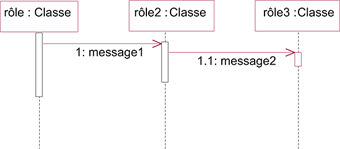 rôle : Classe
rôle2 : Classe
rôle3 : Classe
1: message1
1.1: message2